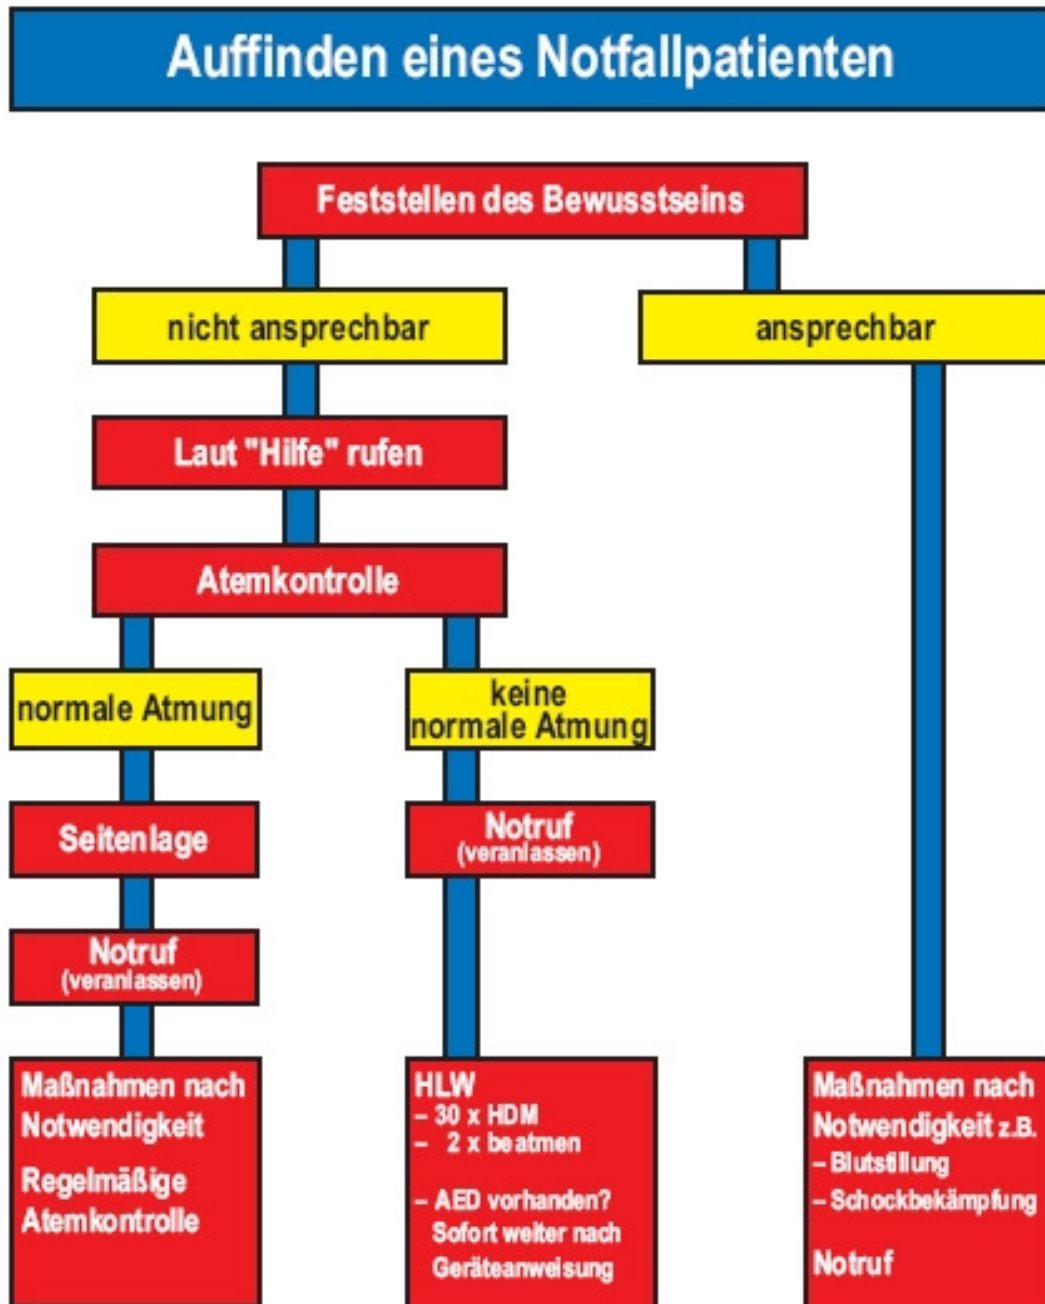 Auffinden eines Notfallpatienten
Feststellen des Bewusstseins
nicht ansprechbar
ansprechbar
Laut "Hilfe" rufen
Atemkontrolle
normale Atmung
keine
normale Atmung
Seitenlage
Notruf
(veranlassen)
Notruf
(veranlassen)
Maßnahmen nach
Notwendigkeit
Regelmäßige
Atemkontrolle
HLW
– 30 x HDM
– 2 x beatmen
– AED vorhanden?
Sofort weiter nach
Geräteanweisung
Maßnahmen nach
Notwendigkeit z.B.
– Blutstillung
– Schockbekämpfung
Notruf